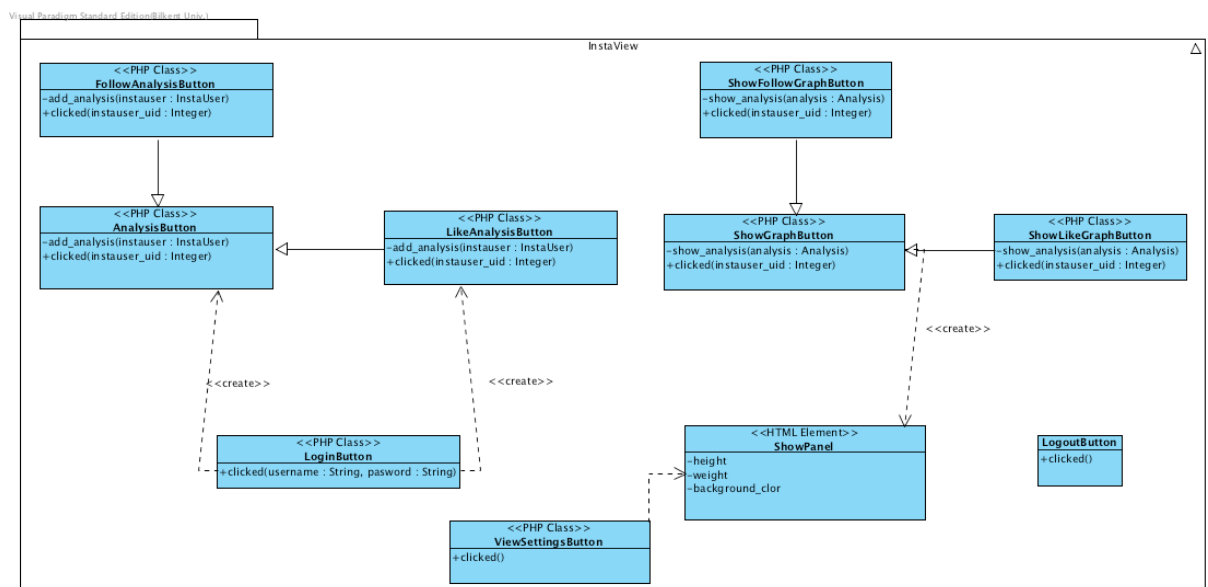 Visual Paradigm Standard Edition(Bilkent Univ.)
InstaView
<<PHP Class>>
FollowAnalysisButton
-add_analysis(instauser : InstaUser)
+clicked(instauser_uid : Integer)
<<PHP Class>>
ShowFollowGraphButton
-show_analysis(analysis : Analysis)
+clicked(instauser_uid : Integer)
<<PHP Class>>
AnalysisButton
-add_analysis(instauser : InstaUser)
+clicked(instauser_uid : Integer)
<<PHP Class>>
LikeAnalysisButton
-add_analysis(instauser : InstaUser)
+clicked(instauser_uid : Integer)
<<PHP Class>>
ShowGraphButton
-show_analysis(analysis : Analysis)
+clicked(instauser_uid : Integer)
<<PHP Class>>
ShowLikeGraphButton
-show_analysis(analysis : Analysis)
+clicked(instauser_uid : Integer)
<<create>>
<<create>>
<<create>>
<<PHP Class>>
LoginButton
+clicked(username : String, pasword : String)
<<HTML Element>>
ShowPanel
-height
-weight
-background_clor
LogoutButton
+clicked()
<<PHP Class>>
ViewSettingsButton
+clicked()